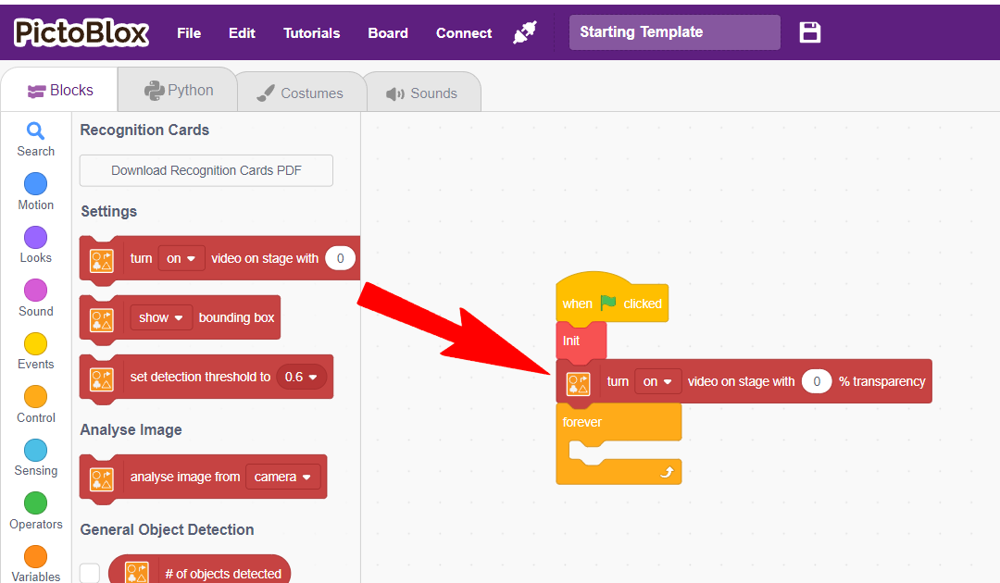 PictoBlox File Edit Tutorials Board Connect Starting Template
Blocks Python Costumes Sounds
Search
Motion
Looks
Sound
Events
Control
Sensing
Operators
Variables
Recognition Cards
Download Recognition Cards PDF
Settings
turn on video on stage with 0
show bounding box
set detection threshold to 0.6
Analyse Image
analyse image from camera
General Object Detection
# of objects detected
when clicked
Init
turn on video on stage with 0 % transparency
forever